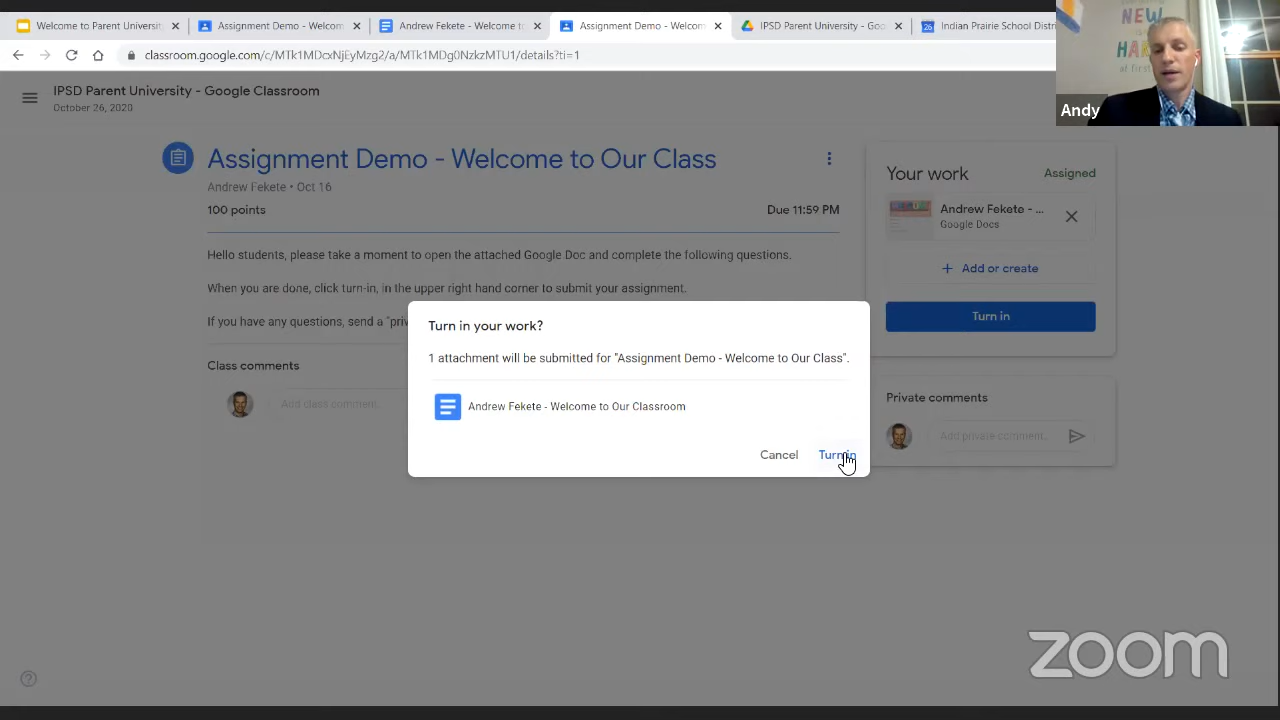 Welcome to Parent Universit
Assignment Demo - Welcom
Andrew Fekete - Welcome to
Assignment Demo - Welcom
IPSD Parent University - Goo
Indian Prairie School Distri
classroom.google.com/c/MTk1MDcxNjEyMzg2/a/MTk1MDg0NzkzMTU1/details?ti=1
NEW
HAR
at first
Andy
IPSD Parent University - Google Classroom
October 26, 2020
Assignment Demo - Welcome to Our Class
Andrew Fekete • Oct 16
100 points
Due 11:59 PM
Hello students, please take a moment to open the attached Google Doc and complete the following questions.
When you are done, click turn-in, in the upper right hand corner to submit your assignment.
If you have any questions, send a "priv
Class comments
Add class comment..
Your work
Assigned
Andrew Fekete - ...
Google Docs
+ Add or create
Turn in
Private comments
Add private comment..
Turn in your work?
1 attachment will be submitted for "Assignment Demo - Welcome to Our Class".
Andrew Fekete - Welcome to Our Classroom
Cancel
Turn in
zoom